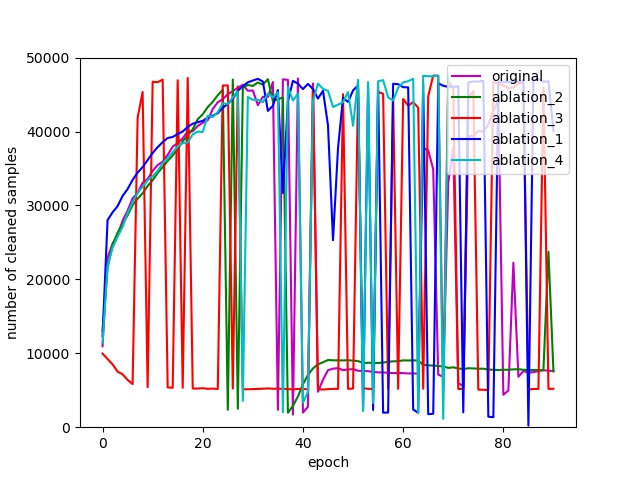 50000
40000
30000
20000
10000
0
number of cleaned samples
0
20
40
60
80
epoch
original
ablation_2
ablation_3
ablation_1
ablation_4